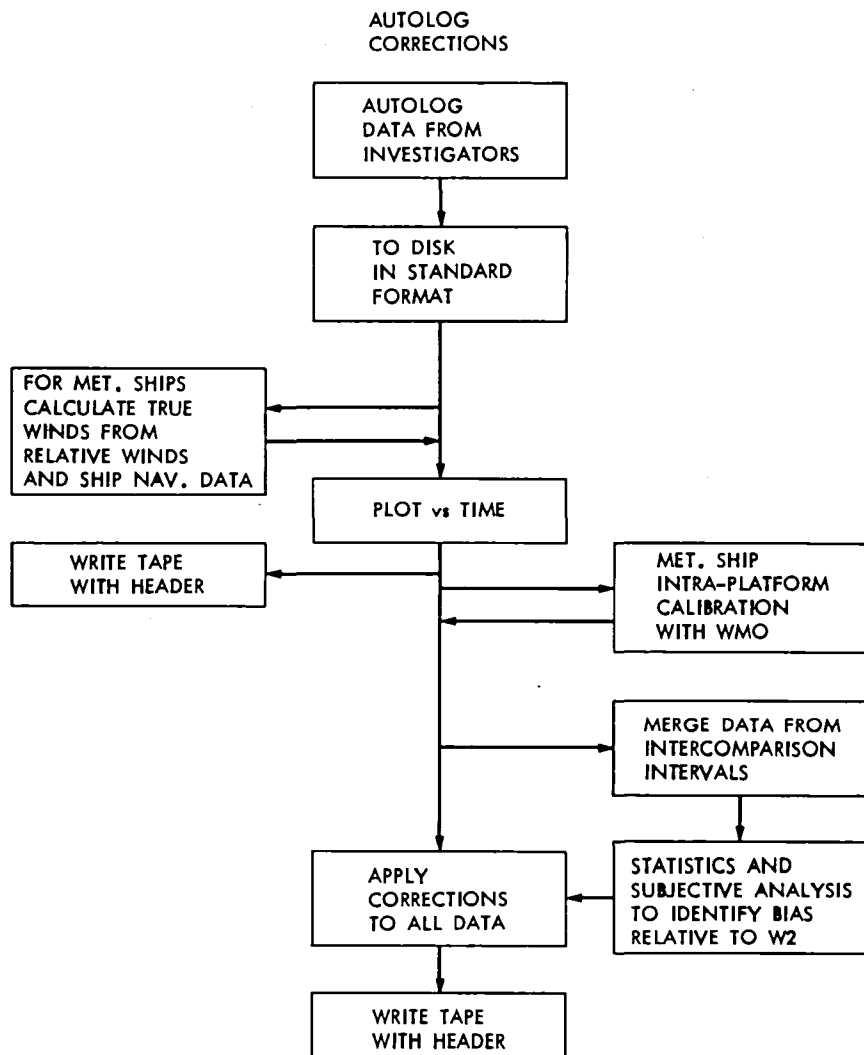 AUTOLOG
CORRECTIONS
AUTOLOG
DATA FROM
INVESTIGATORS
TO DISK
IN STANDARD
FORMAT
FOR MET. SHIPS
CALCULATE TRUE
WINDS FROM
RELATIVE WINDS
AND SHIP NAV. DATA
PLOT vs TIME
WRITE TAPE
WITH HEADER
MET. SHIP
INTRA-PLATFORM
CALIBRATION
WITH WMO
MERGE DATA FROM
INTERCOMPARISON
INTERVALS
APPLY
CORRECTIONS
TO ALL DATA
STATISTICS AND
SUBJECTIVE ANALYSIS
TO IDENTIFY BIAS
RELATIVE TO W2
WRITE TAPE
WITH HEADER